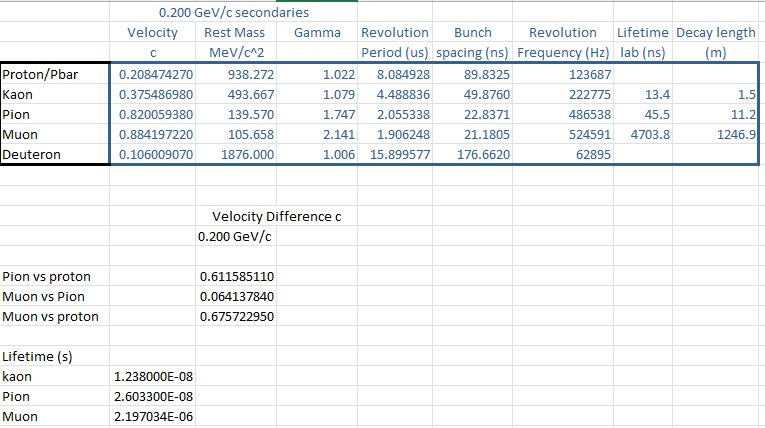 0.200 GeV/c secondaries
Velocity Rest Mass Gamma Revolution Bunch Revolution Lifetime Decay length
c MeV/c^2 Period (us) spacing (ns) Frequency (Hz) lab (ns) (m)
Proton/Pbar 0.208474270 938.272 1.022 8.084928 89.8325 123687
Kaon 0.375486980 493.667 1.079 4.488836 49.8760 222775 13.4 1.5
Pion 0.820059380 139.570 1.747 2.055338 22.8371 486538 45.5 11.2
Muon 0.884197220 105.658 2.141 1.906248 21.1805 524591 4703.8 1246.9
Deuteron 0.106009070 1876.000 1.006 15.899577 176.6620 62895
Velocity Difference c
0.200 GeV/c
Pion vs proton 0.611585110
Muon vs Pion 0.064137840
Muon vs proton 0.675722950
Lifetime (s)
kaon 1.238000E-08
Pion 2.603300E-08
Muon 2.197034E-06